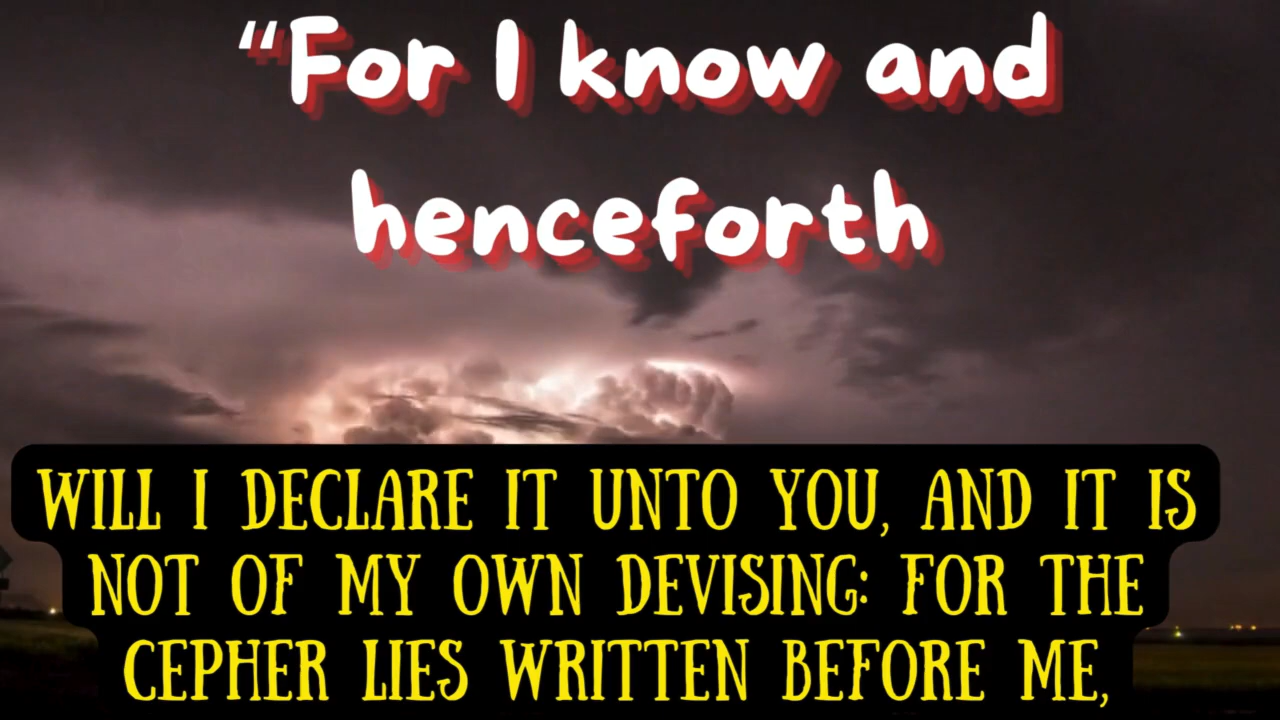 “For I know and
henceforth
WILL I DECLARE IT UNTO YOU, AND IT IS
NOT OF MY OWN DEVISING: FOR THE
CEPHER LIES WRITTEN BEFORE ME,